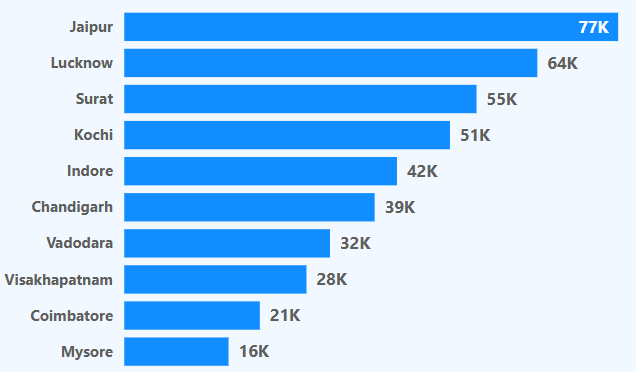 Jaipur 77K
Lucknow 64K
Surat 55K
Kochi 51K
Indore 42K
Chandigarh 39K
Vadodara 32K
Visakhapatnam 28K
Coimbatore 21K
Mysore 16K